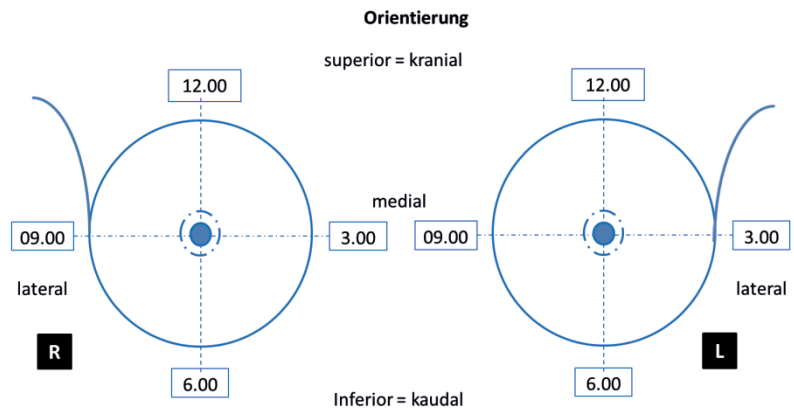 Orientierung
superior = kranial
12.00
12.00
medial
09.00
3.00
09.00
3.00
lateral
lateral
R
L
6.00
6.00
Inferior = kaudal